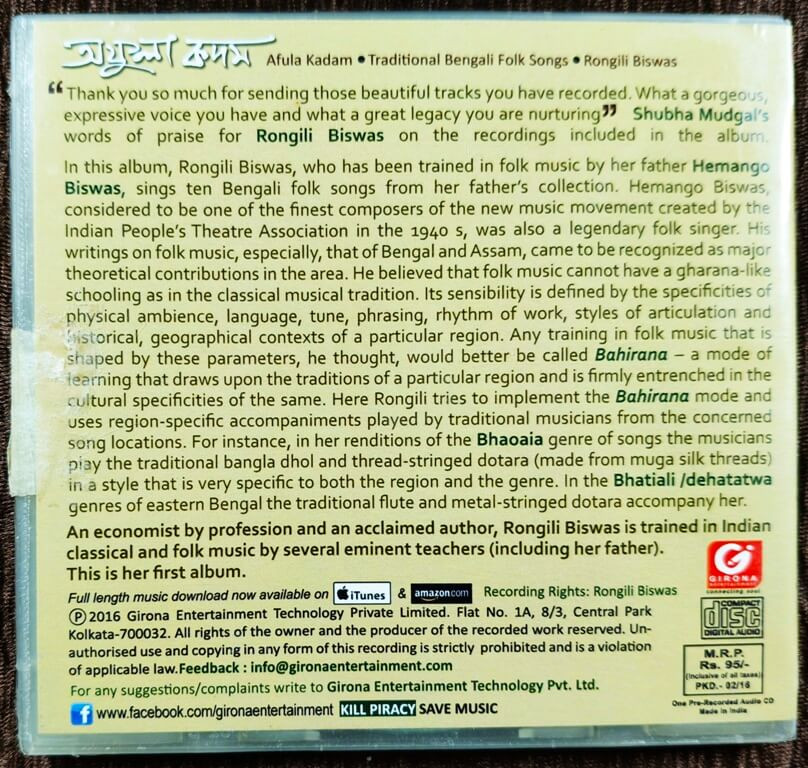 অফুলা কদম Afula Kadam • Traditional Bengali Folk Songs • Rongili Biswas
“Thank you so much for sending those beautiful tracks you have recorded. What a gorgeous,
expressive voice you have and what a great legacy you are nurturing” Shubha Mudgal's
words of praise for Rongili Biswas on the recordings included in the album.
In this album, Rongili Biswas, who has been trained in folk music by her father Hemango
Biswas, sings ten Bengali folk songs from her father's collection. Hemango Biswas,
considered to be one of the finest composers of the new music movement created by the
Indian People's Theatre Association in the 1940 s, was also a legendary folk singer. His
writings on folk music, especially, that of Bengal and Assam, came to be recognized as major
theoretical contributions in the area. He believed that folk music cannot have a gharana-like
schooling as in the classical musical tradition. Its sensibility is defined by the specificities of
physical ambience, language, tune, phrasing, rhythm of work, styles of articulation and
historical, geographical contexts of a particular region. Any training in folk music that is
shaped by these parameters, he thought, would better be called Bahirana – a mode of
learning that draws upon the traditions of a particular region and is firmly entrenched in the
cultural specificities of the same. Here Rongili tries to implement the Bahirana mode and
uses region-specific accompaniments played by traditional musicians from the concerned
song locations. For instance, in her renditions of the Bhaoaia genre of songs the musicians
play the traditional bangla dhol and thread-stringed dotara (made from muga silk threads)
in a style that is very specific to both the region and the genre. In the Bhatiali /dehatatwa
genres of eastern Bengal the traditional flute and metal-stringed dotara accompany her.
An economist by profession and an acclaimed author, Rongili Biswas is trained in Indian
classical and folk music by several eminent teachers (including her father).
This is her first album.
Full length music download now available on iTunes & amazon.com Recording Rights: Rongili Biswas
Ⓟ2016 Girona Entertainment Technology Private Limited. Flat No. 1A, 8/3, Central Park
Kolkata-700032. All rights of the owner and the producer of the recorded work reserved. Un-
authorised use and copying in any form of this recording is strictly prohibited and is a violation
of applicable law.Feedback : info@gironaentertainment.com
For any suggestions/complaints write to Girona Entertainment Technology Pvt. Ltd.
f www.facebook.com/gironaentertainment KILL PIRACY SAVE MUSIC
G
GIRONA
entertainment
connecting soul
COMPACT
disc
DIGITAL AUDIO
M.R.P.
Rs. 95/-
(Inclusive of all taxes)
PKD.- 02/16
One Pre-Recorded Audio CD
Made in India